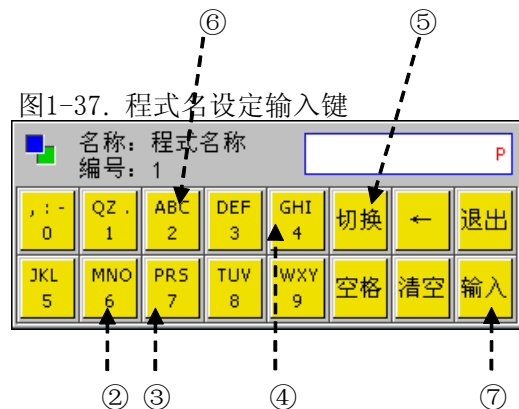 ⑥ ⑤
图1-37. 程式名设定输入键
名称: 程式名称
编号: 1
P
, : - QZ . ABC DEF GHI 切换 ← 退出
0 1 2 3 4
JKL MNO PRS TUV WXY 空格 清空 输入
5 6 7 8 9
② ③ ④ ⑦